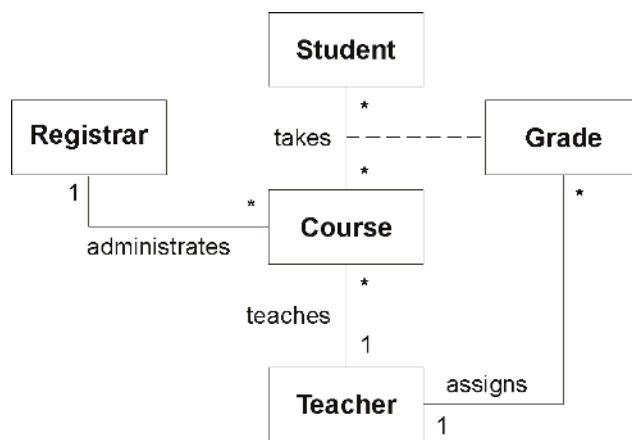 Student
*
Registrar
takes
Grade
1
*
*
*
Course
administrates
*
teaches
1
assigns
Teacher
1